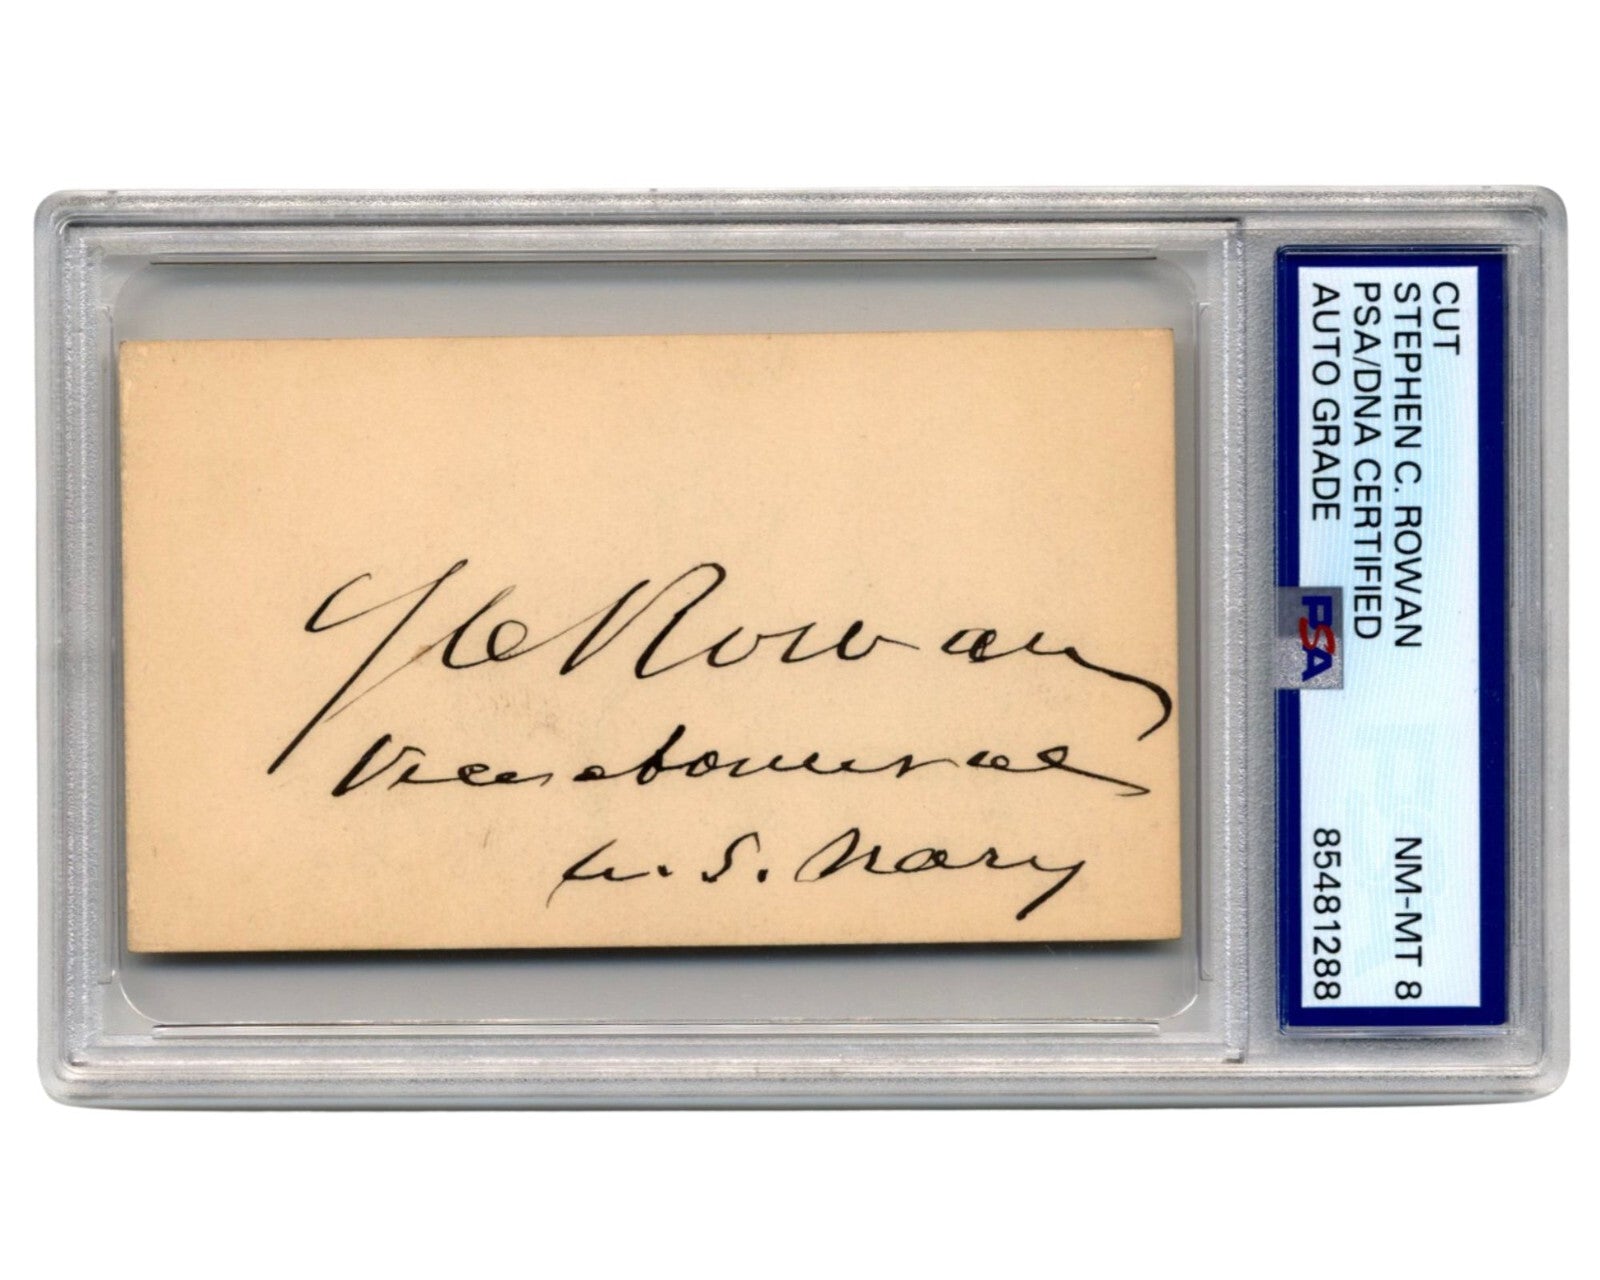 S C Rowan
Vice admiral
U. S. Navy
CUT
STEPHEN C. ROWAN NM-MT 8
PSA/DNA CERTIFIED
AUTO GRADE 85481288
PSA